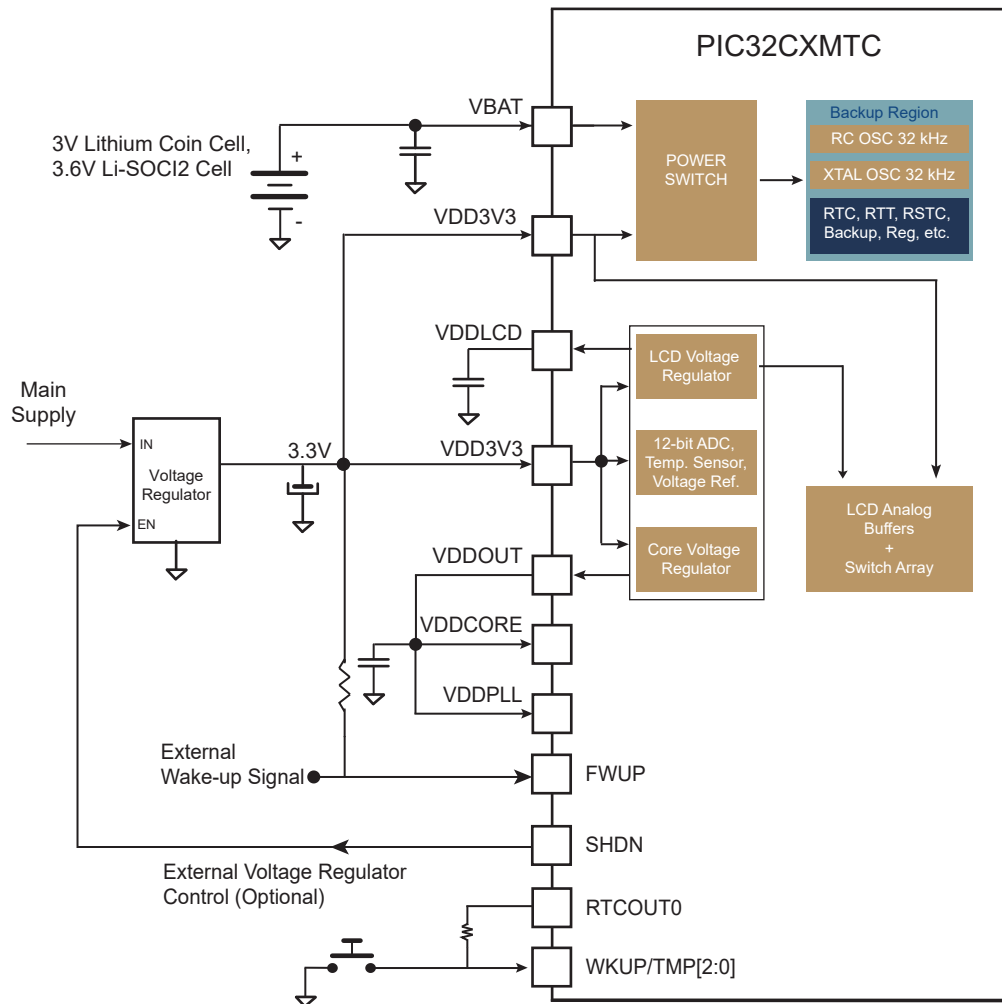 PIC32CXMTC
VBAT
3V Lithium Coin Cell,
3.6V Li-SOCI2 Cell
+
-
POWER
SWITCH
Backup Region
RC OSC 32 kHz
XTAL OSC 32 kHz
RTC, RTT, RSTC,
Backup, Reg, etc.
VDD3V3
VDDLCD
LCD Voltage
Regulator
Main
Supply
IN
Voltage
Regulator
EN
3.3V
VDD3V3
12-bit ADC,
Temp. Sensor,
Voltage Ref.
LCD Analog
Buffers
+
Switch Array
Core Voltage
Regulator
VDDOUT
VDDCORE
VDDPLL
External
Wake-up Signal
FWUP
SHDN
External Voltage Regulator
Control (Optional)
RTCOUT0
WKUP/TMP[2:0]